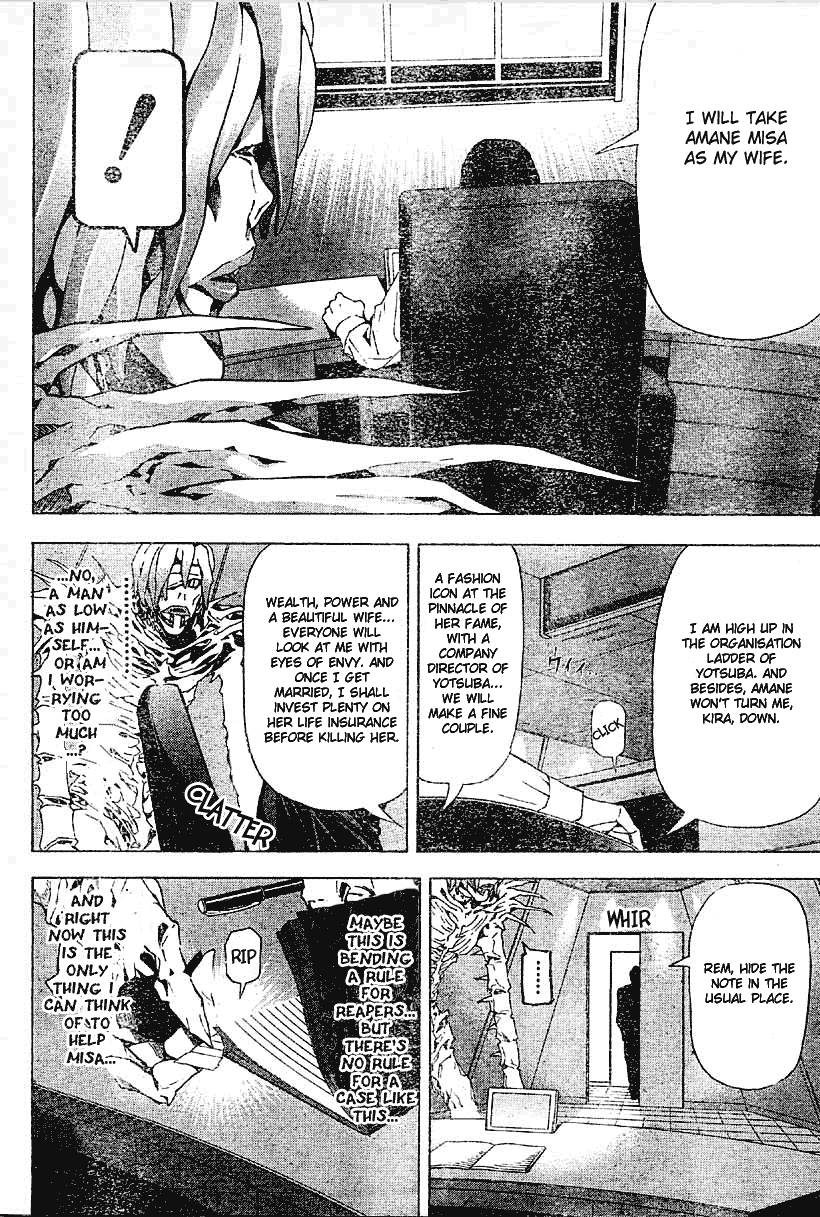 I WILL TAKE
AMANE MISA
AS MY WIFE.
!
I AM HIGH UP IN
THE ORGANISATION
LADDER OF
YOTSUBA. AND
BESIDES, AMANE
WON'T TURN ME,
KIRA, DOWN.
CLICK
ウィィン…
A FASHION
ICON AT THE
PINNACLE OF
HER FAME,
WITH A
COMPANY
DIRECTOR OF
YOTSUBA...
WE WILL
MAKE A FINE
COUPLE.
WEALTH, POWER AND
A BEAUTIFUL WIFE...
EVERYONE WILL
LOOK AT ME WITH
EYES OF ENVY. AND
ONCE I GET
MARRIED, I SHALL
INVEST PLENTY ON
HER LIFE INSURANCE
BEFORE KILLING HER.
CLATTER
...NO,
A MAN
AS LOW
AS HIM-
SELF...
OR AM
I WOR-
RYING
TOO
MUCH
...?
REM, HIDE THE
NOTE IN THE
USUAL PLACE.
WHIR
......
MAYBE
THIS IS
BENDING
A RULE
FOR
REAPERS...
BUT
THERE'S
NO RULE
FOR A
CASE LIKE
THIS...
RIP
AND
RIGHT
NOW THIS
IS THE
ONLY
THING I
CAN THINK
OF TO
HELP
MISA...